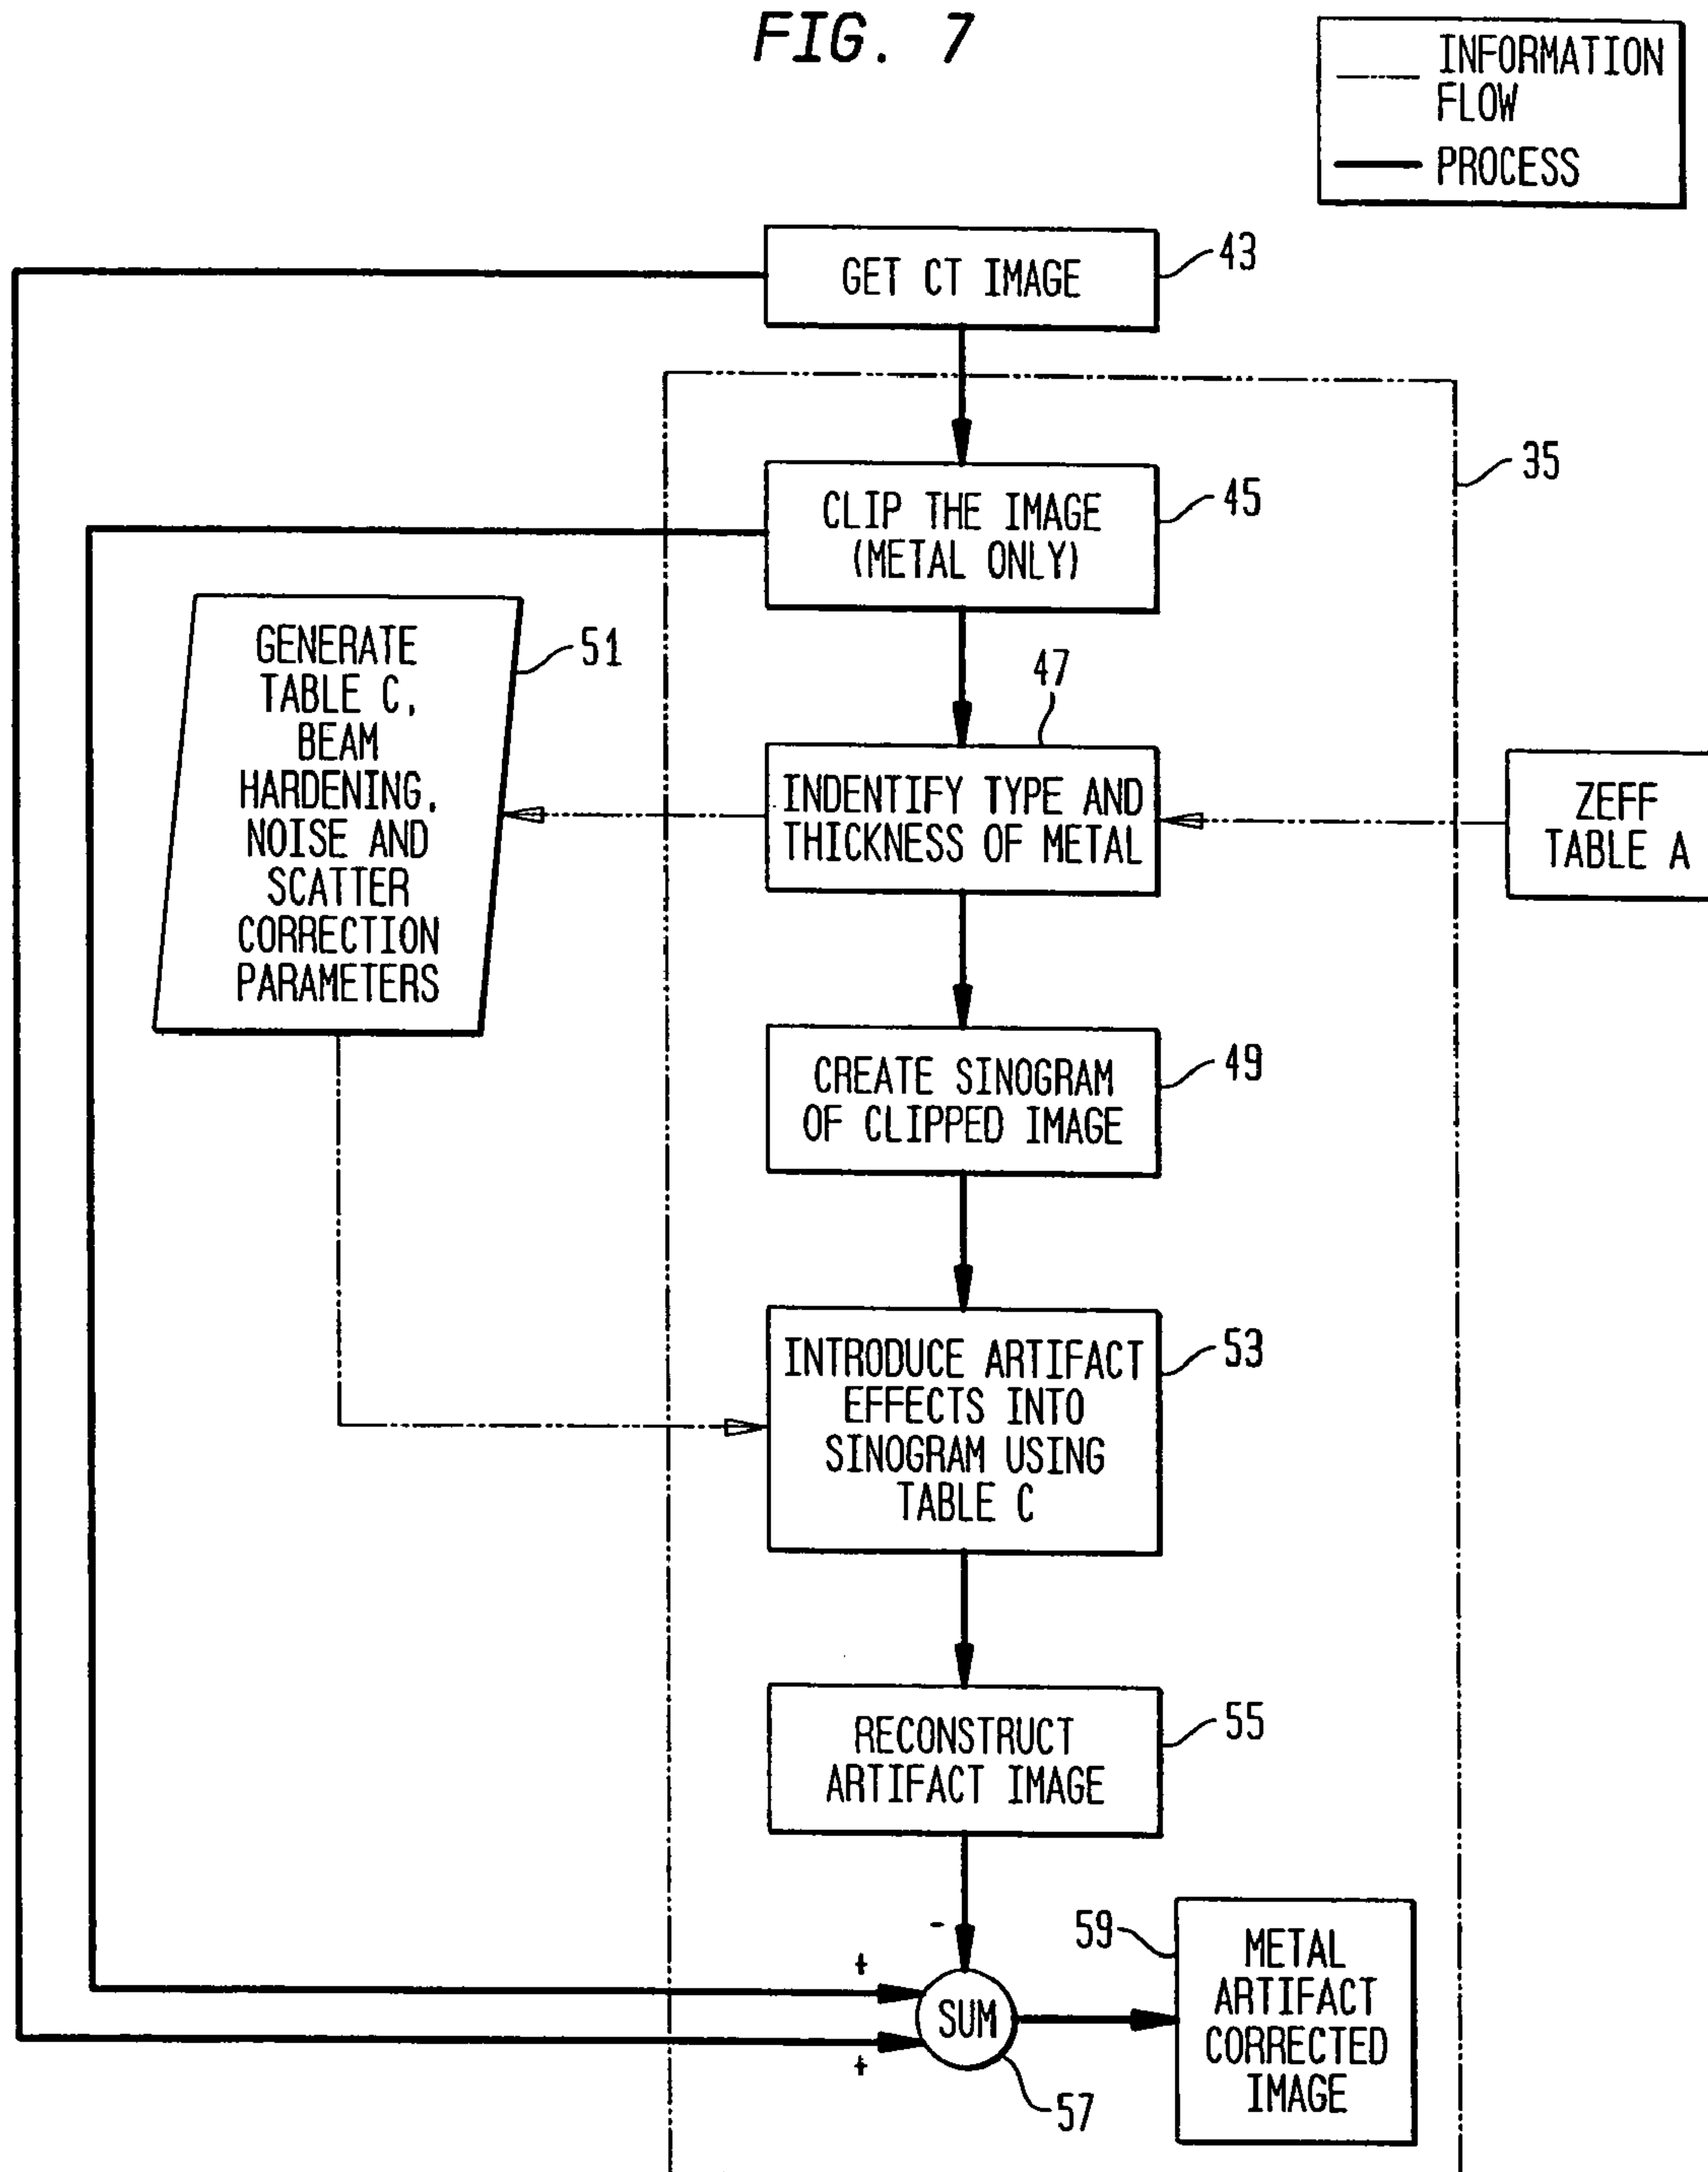 FIG. 7
INFORMATION
FLOW
PROCESS
GET CT IMAGE
43
35
CLIP THE IMAGE
(METAL ONLY)
45
GENERATE
TABLE C,
BEAM
HARDENING,
NOISE AND
SCATTER
CORRECTION
PARAMETERS
51
47
INDENTIFY TYPE AND
THICKNESS OF METAL
ZEFF
TABLE A
CREATE SINOGRAM
OF CLIPPED IMAGE
49
INTRODUCE ARTIFACT
EFFECTS INTO
SINOGRAM USING
TABLE C
53
RECONSTRUCT
ARTIFACT IMAGE
55
-
+
+
SUM
57
59
METAL
ARTIFACT
CORRECTED
IMAGE